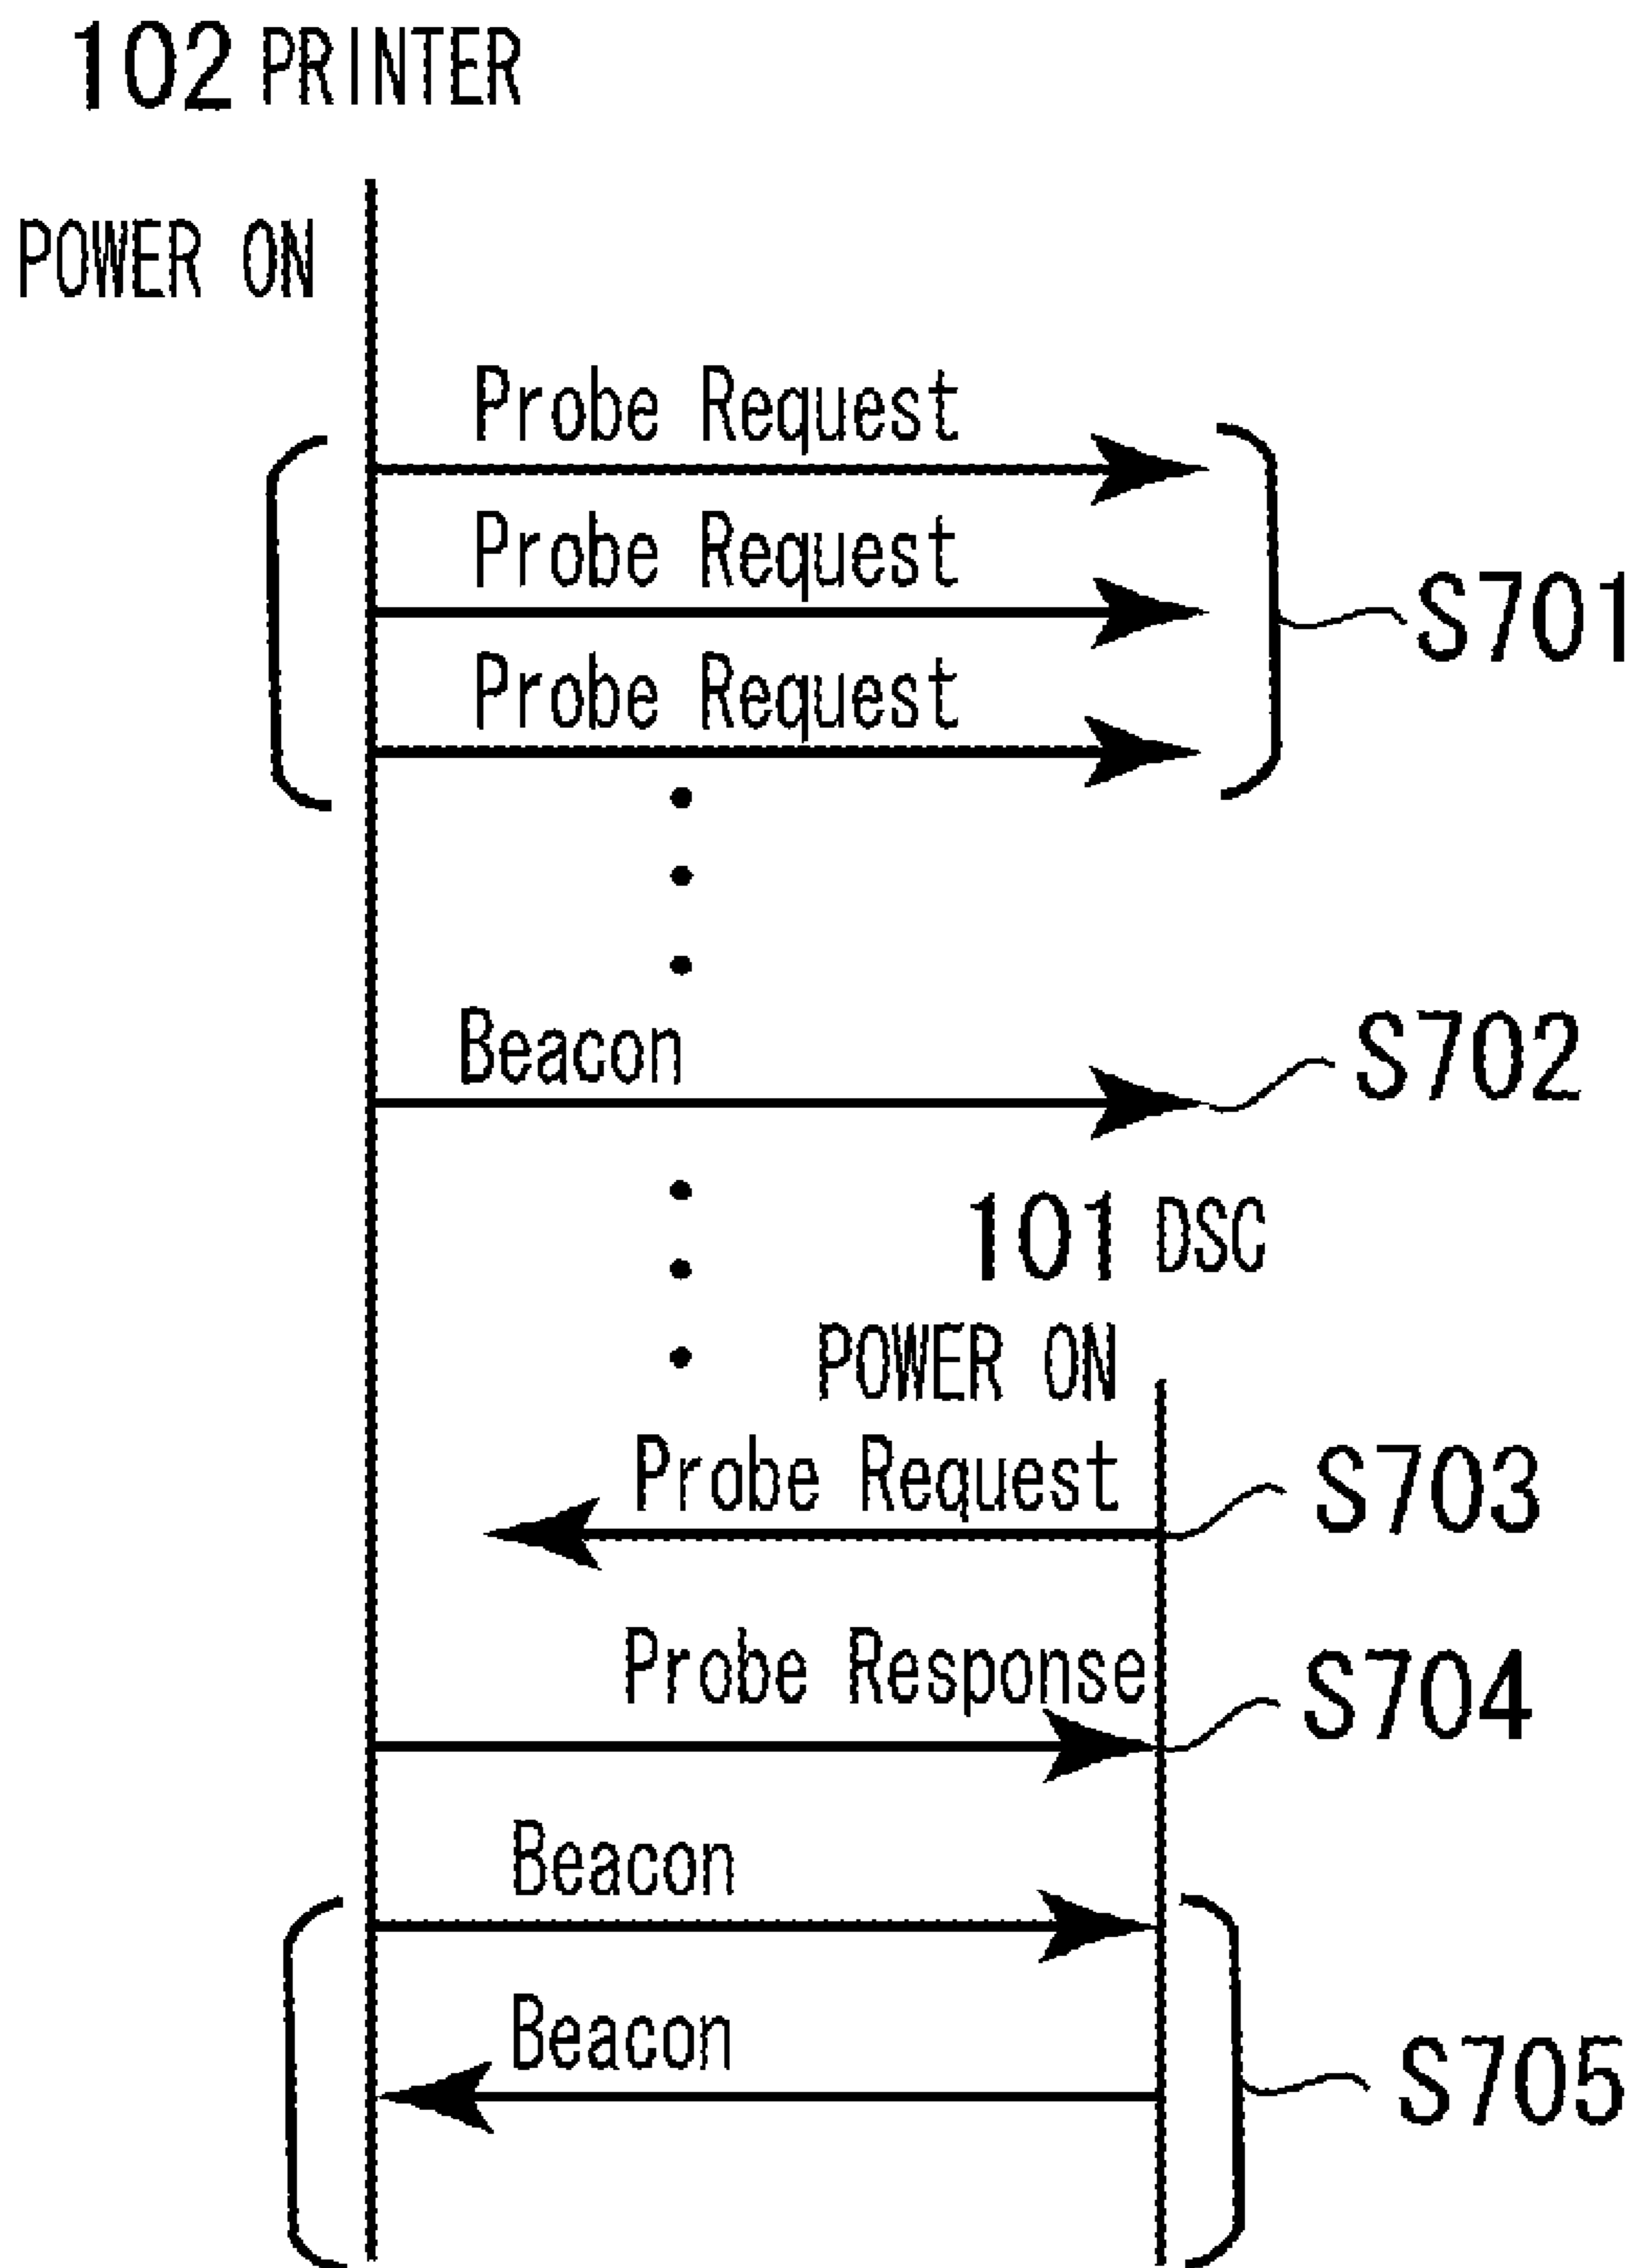 102 PRINTER
POWER ON
Probe Request
Probe Request
S701
Probe Request
Beacon
S702
101 DSC
POWER ON
Probe Request
S703
Probe Response
S704
Beacon
Beacon
S705